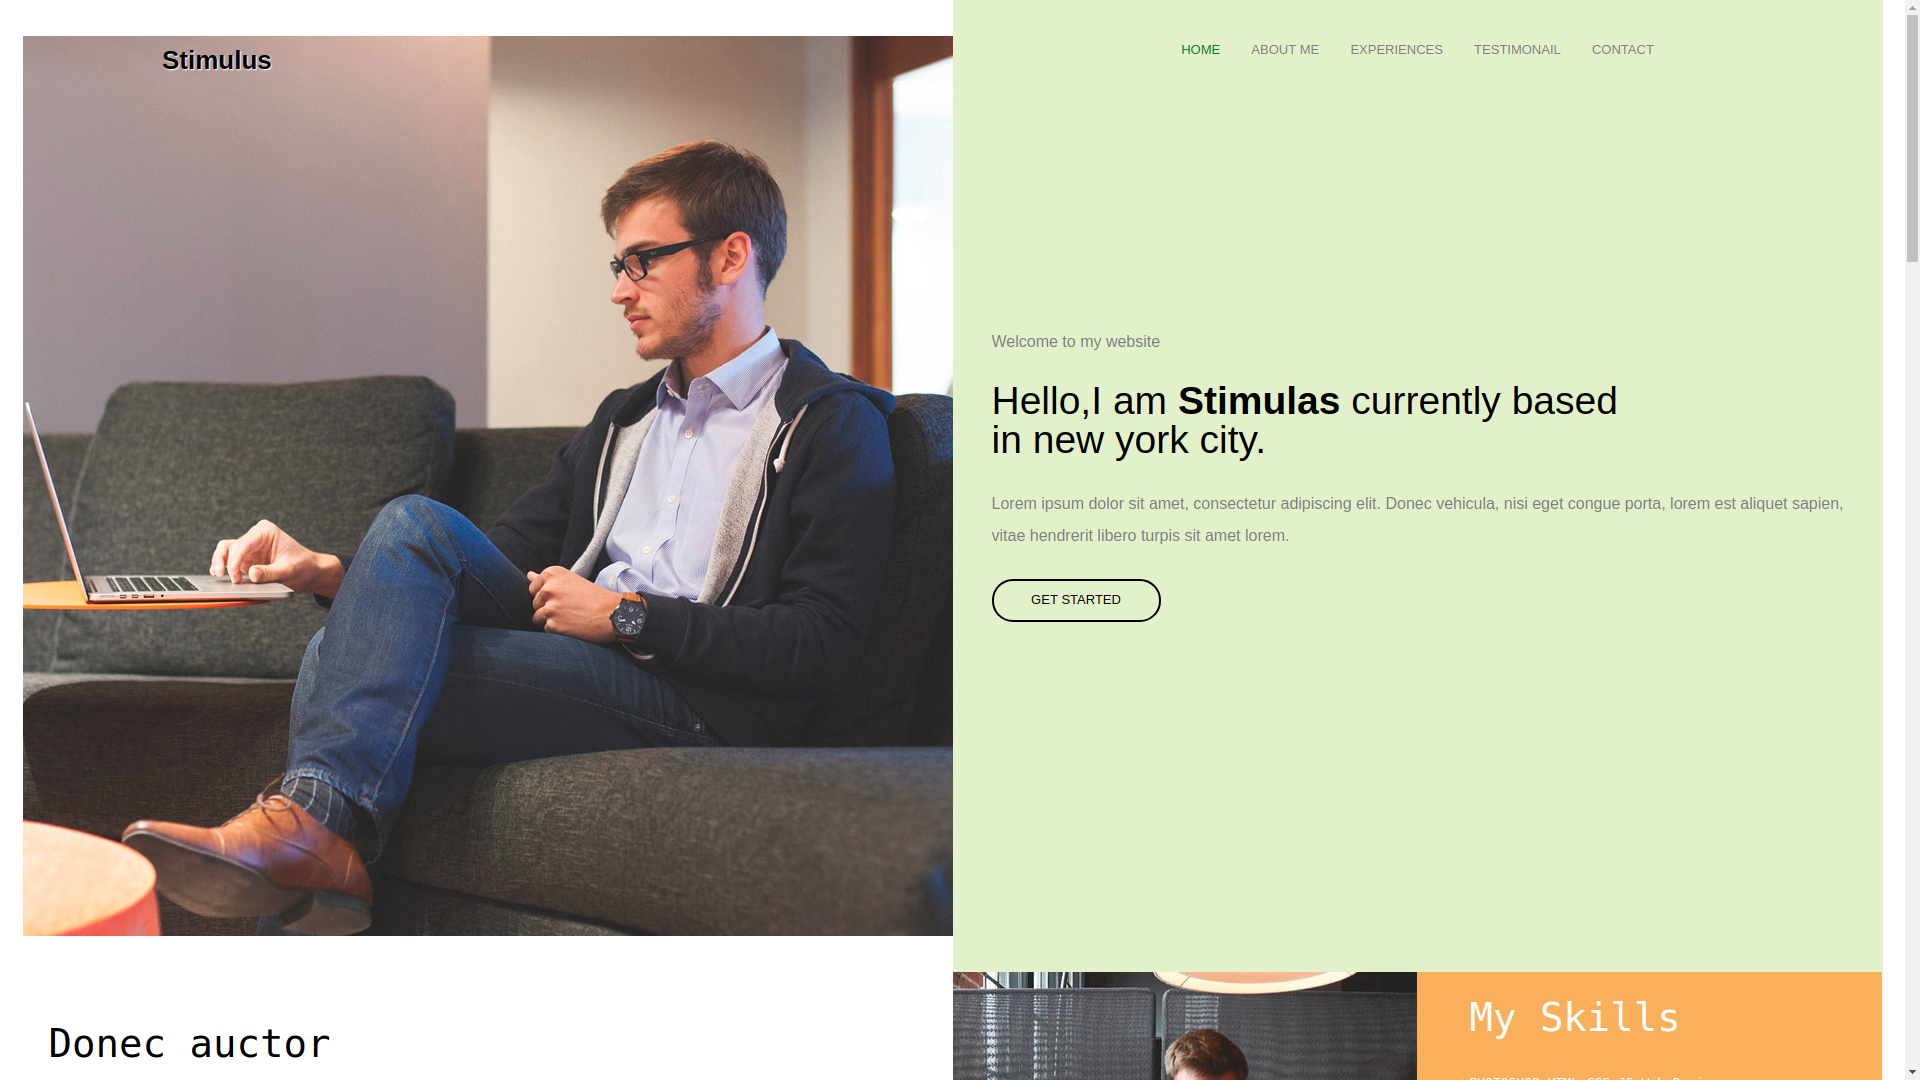 Stimulus
HOME
ABOUT ME
EXPERIENCES
TESTIMONAIL
CONTACT
Welcome to my website
Hello,I am Stimulas currently based
in new york city.
Lorem ipsum dolor sit amet, consectetur adipiscing elit. Donec vehicula, nisi eget congue porta, lorem est aliquet sapien,
vitae hendrerit libero turpis sit amet lorem.
GET STARTED
Donec auctor
My Skills